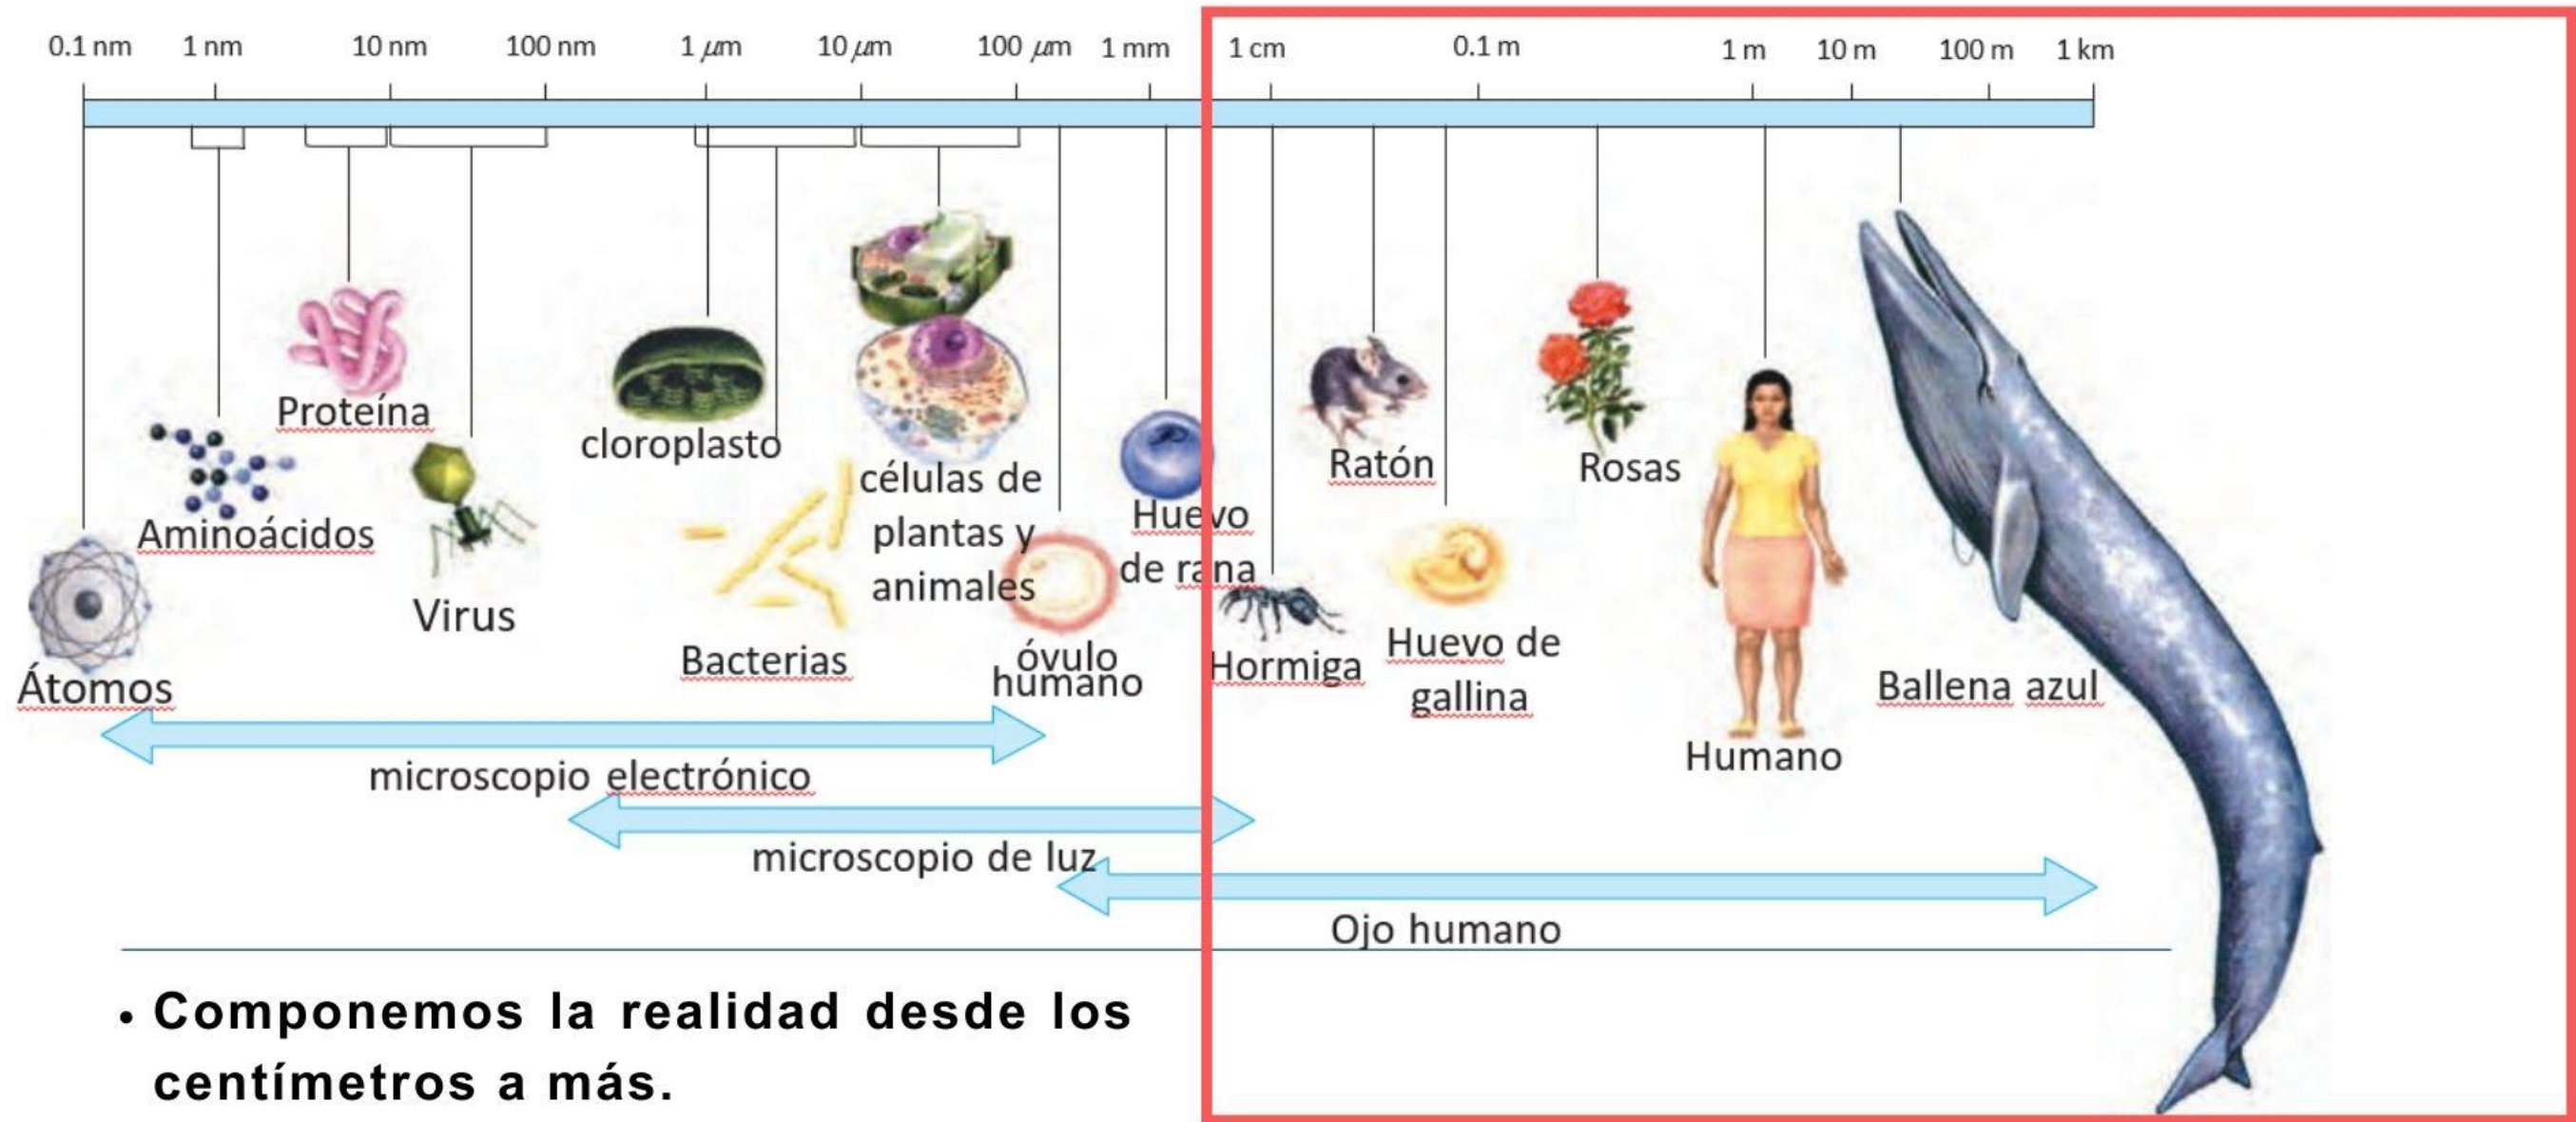 0.1 nm 1 nm 10 nm 100 nm 1 μm 10 μm 100 μm 1 mm 1 cm 0.1 m 1 m 10 m 100 m 1 km
Proteína
cloroplasto
Aminoácidos
Virus
Átomos
Bacterias
células de
plantas y
animales
óvulo
humano
Huevo
de rana
Hormiga
Ratón
Huevo de
gallina
Rosas
Humano
Ballena azul
microscopio electrónico
microscopio de luz
Ojo humano
• Componemos la realidad desde los
centímetros a más.